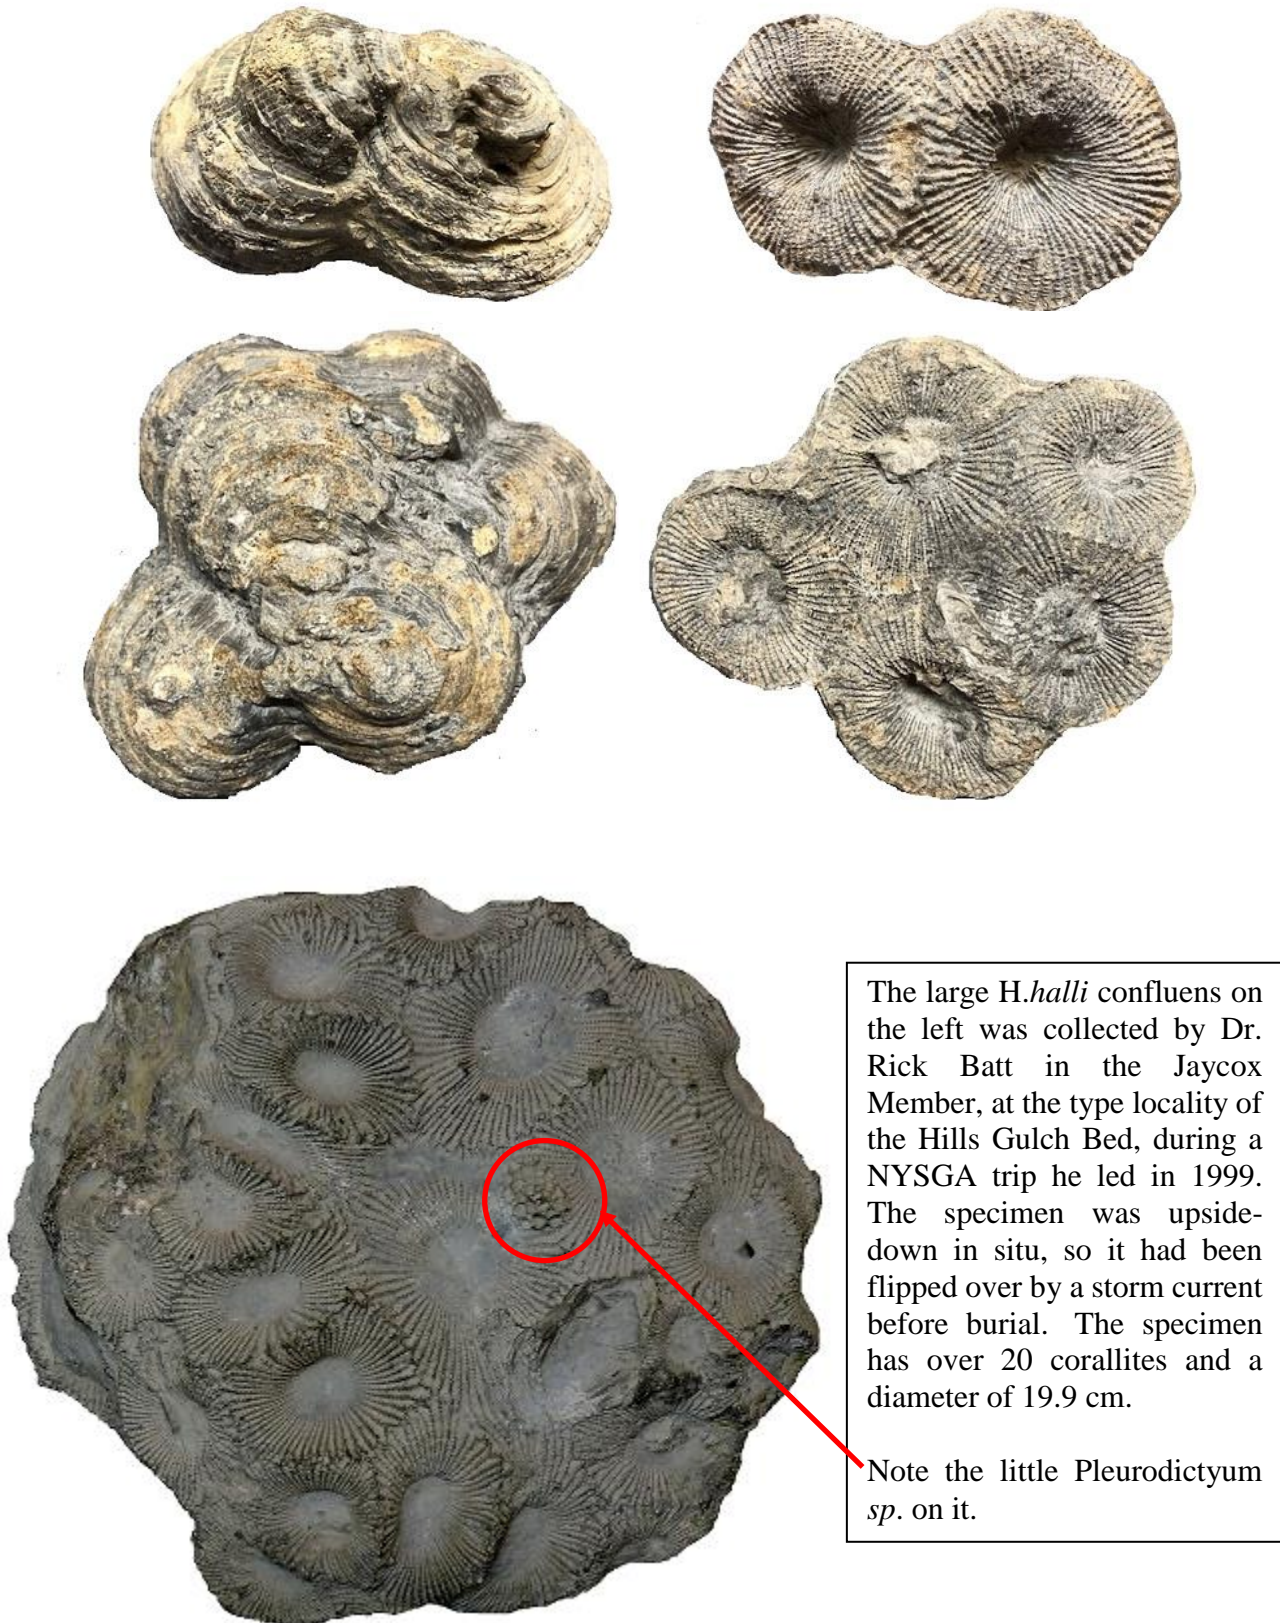 The large H.halli confluens on
the left was collected by Dr.
Rick Batt in the Jaycox
Member, at the type locality of
the Hills Gulch Bed, during a
NYSGA trip he led in 1999.
The specimen was upside-
down in situ, so it had been
flipped over by a storm current
before burial. The specimen
has over 20 corallites and a
diameter of 19.9 cm.
Note the little Pleurodictyum
sp. on it.